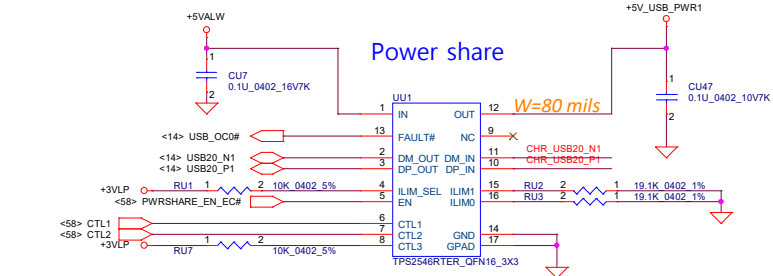 +5VALW
+5V_USB_PWR1
Power share
1
CU7
0.1U_0402_16V7K
2
1
CU47
0.1U_0402_10V7K
2
UU1
1 IN OUT 12 W=80 mils
<14> USB_OC0# 13 FAULT# NC 9
<14> USB20_N1 2 DM_OUT DM_IN 11 CHR_USB20_N1
<14> USB20_P1 3 DP_OUT DP_IN 10 CHR_USB20_P1
+3VLP RU1 1 2 10K_0402_5% 4 ILIM_SEL ILIM1 15 RU2 2 1 19.1K_0402_1%
<58> PWRSHARE_EN_EC# 5 EN ILIM0 16 RU3 2 1 19.1K_0402_1%
<58> CTL1 6 CTL1
<58> CTL2 7 CTL2 GND 14
+3VLP RU7 1 2 10K_0402_5% 8 CTL3 GPAD 17
TPS2546RTER_QFN16_3X3